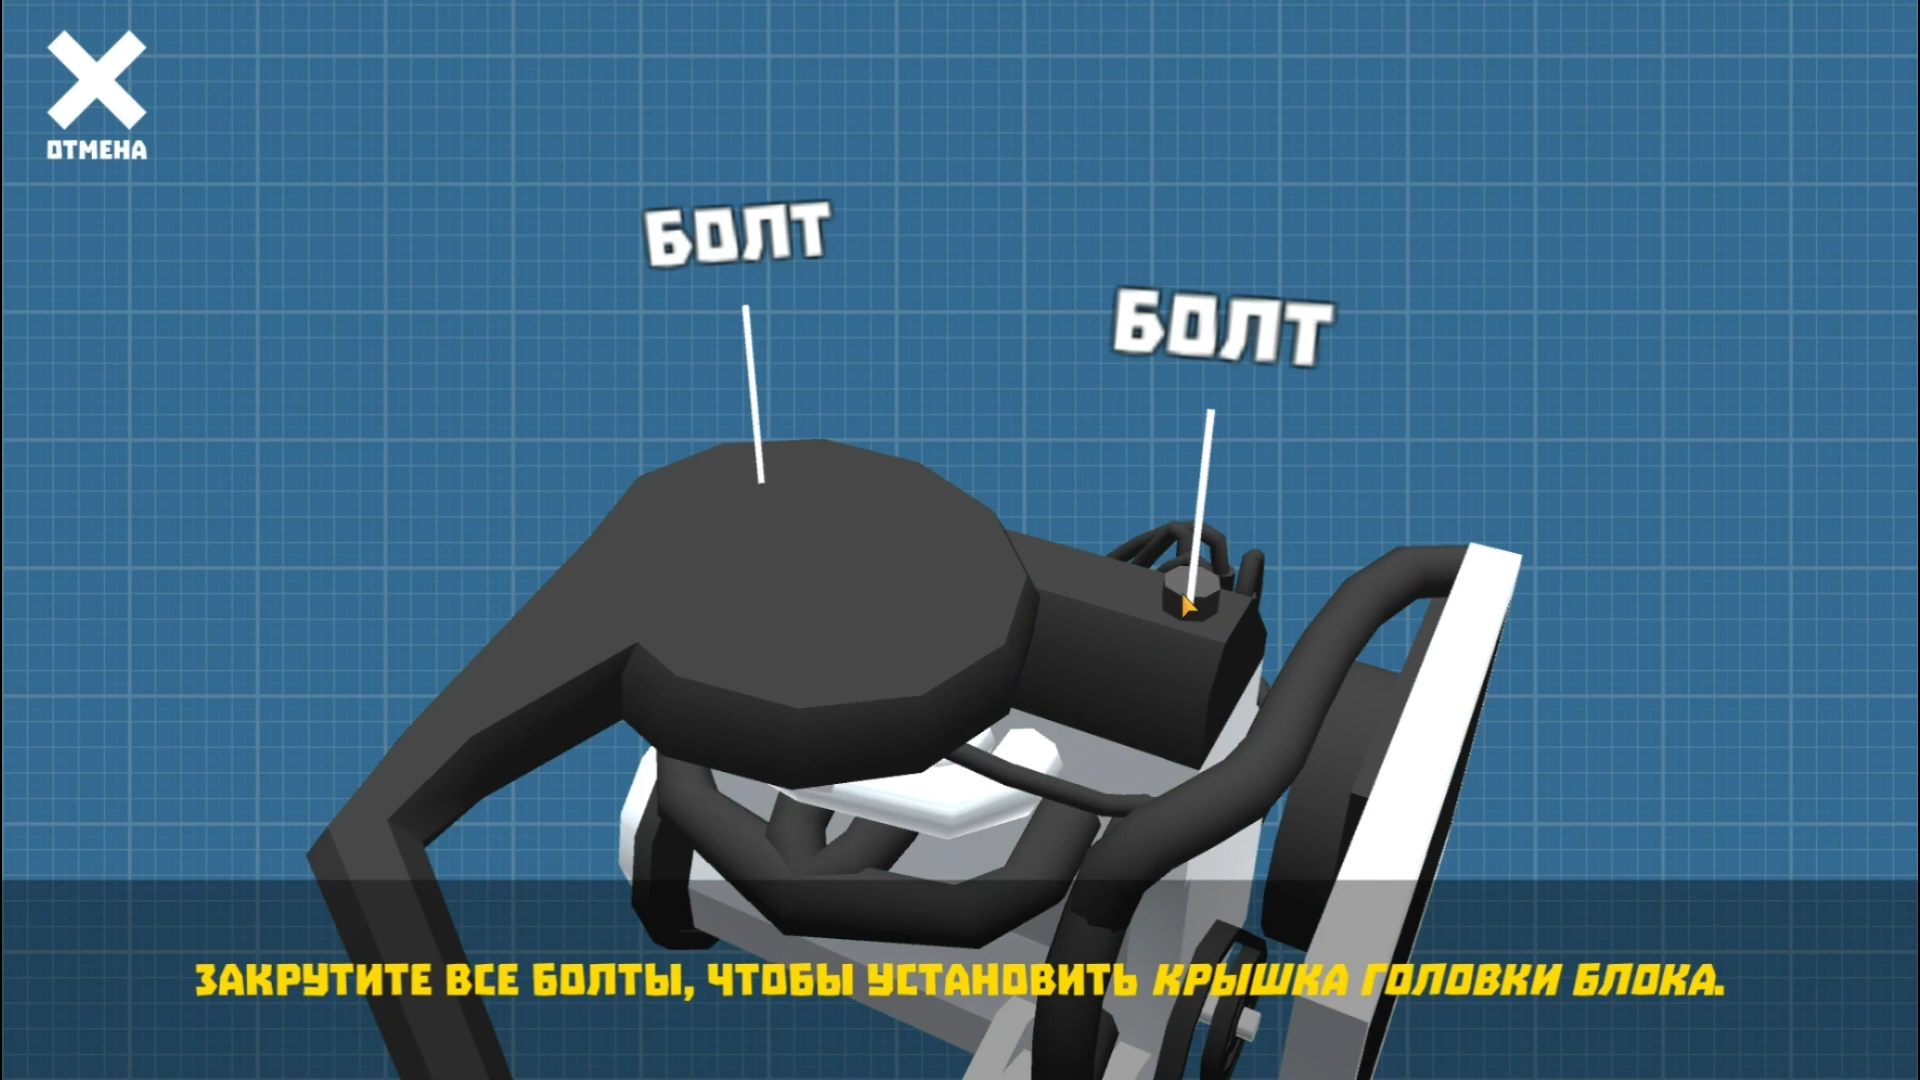 ОТМЕНА
БОЛТ
БОЛТ
ЗАКРУТИТЕ ВСЕ БОЛТЫ, ЧТОБЫ УСТАНОВИТЬ КРЫШКА ГОЛОВКИ БЛОКА.